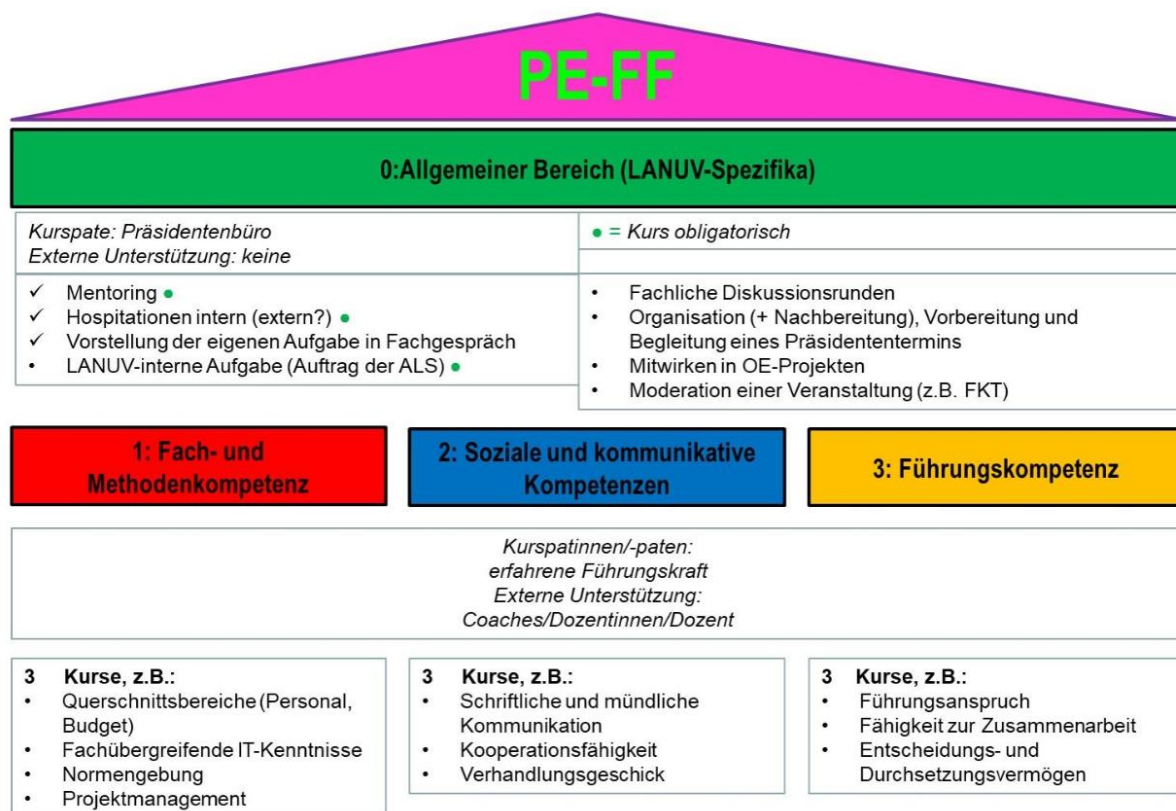 PE-FF
0:Allgemeiner Bereich (LANUV-Spezifika)
Kurspate: Präsidentenbüro
Externe Unterstützung: keine
● = Kurs obligatorisch
✓ Mentoring ●
✓ Hospitationen intern (extern?) ●
✓ Vorstellung der eigenen Aufgabe in Fachgespräch
• LANUV-interne Aufgabe (Auftrag der ALS) ●
• Fachliche Diskussionsrunden
• Organisation (+ Nachbereitung), Vorbereitung und
Begleitung eines Präsidententermins
• Mitwirken in OE-Projekten
• Moderation einer Veranstaltung (z.B. FKT)
1: Fach- und
Methodenkompetenz
2: Soziale und kommunikative
Kompetenzen
3: Führungskompetenz
Kurspatinnen/-paten:
erfahrene Führungskraft
Externe Unterstützung:
Coaches/Dozentinnen/Dozent
3 Kurse, z.B.:
• Querschnittsbereiche (Personal,
Budget)
• Fachübergreifende IT-Kenntnisse
• Normengebung
• Projektmanagement
3 Kurse, z.B.:
• Schriftliche und mündliche
Kommunikation
• Kooperationsfähigkeit
• Verhandlungsgeschick
3 Kurse, z.B.:
• Führungsanspruch
• Fähigkeit zur Zusammenarbeit
• Entscheidungs- und
Durchsetzungsvermögen